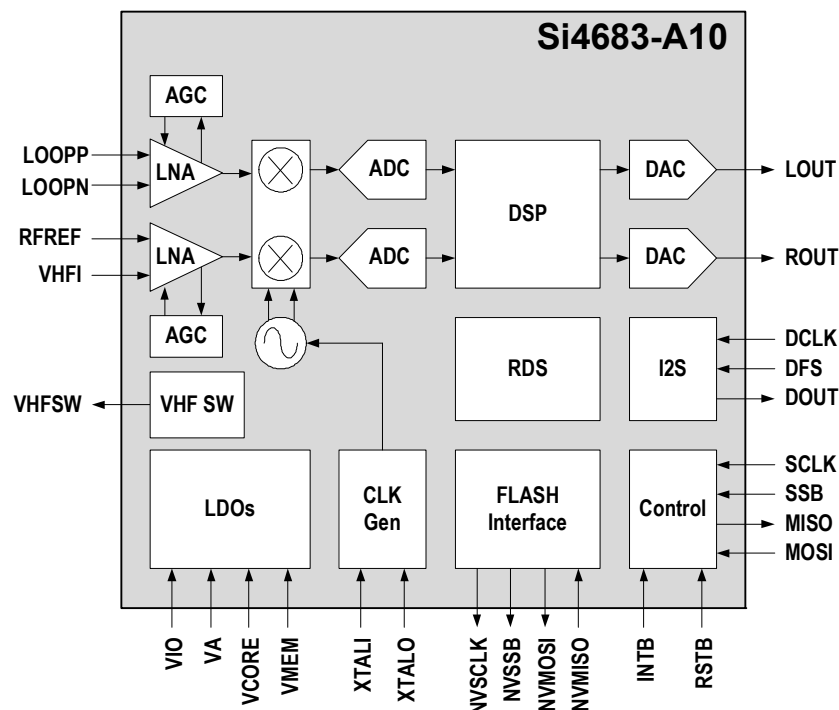 Si4683-A10
AGC
LOOPP
LOOPN
LNA
ADC
DSP
DAC
LOUT
RFREF
VHFI
LNA
ADC
DAC
ROUT
AGC
RDS
I2S
DCLK
DFS
DOUT
VHFSW
VHF SW
LDOs
CLK
Gen
FLASH
Interface
Control
SCLK
SSB
MISO
MOSI
VIO
VA
VCORE
VMEM
XTALI
XTALO
NVSCLK
NVSSB
NVMOSI
NVMISO
INTB
RSTB